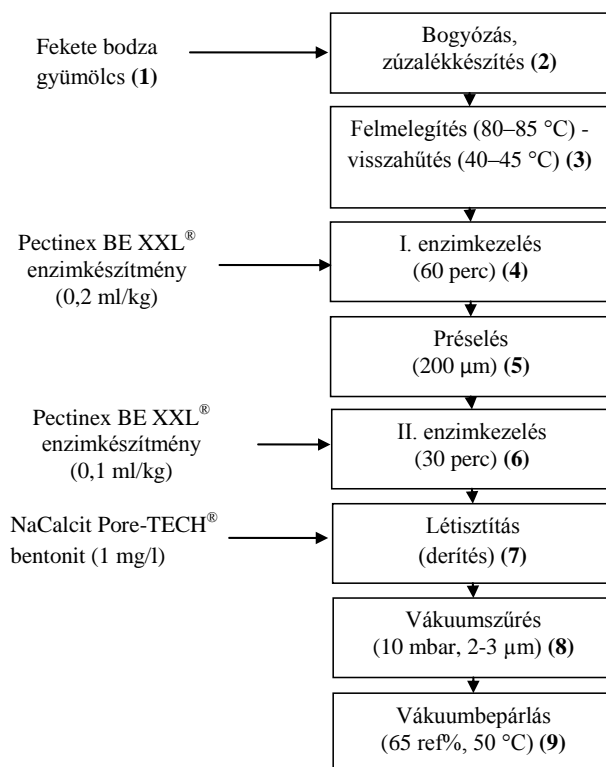 Fekete bodza
gyümölcs (1)
Bogyózás,
zúzalékkészítés (2)
Felmelegítés (80–85 °C) -
visszahűtés (40–45 °C) (3)
Pectinex BE XXL®
enzimkészítmény
(0,2 ml/kg)
I. enzimkezelés
(60 perc) (4)
Préselés
(200 µm) (5)
Pectinex BE XXL®
enzimkészítmény
(0,1 ml/kg)
II. enzimkezelés
(30 perc) (6)
NaCalcit Pore-TECH®
bentonit (1 mg/l)
Létisztítás
(derítés) (7)
Vákuumszűrés
(10 mbar, 2-3 µm) (8)
Vákuumbepárlás
(65 ref%, 50 °C) (9)